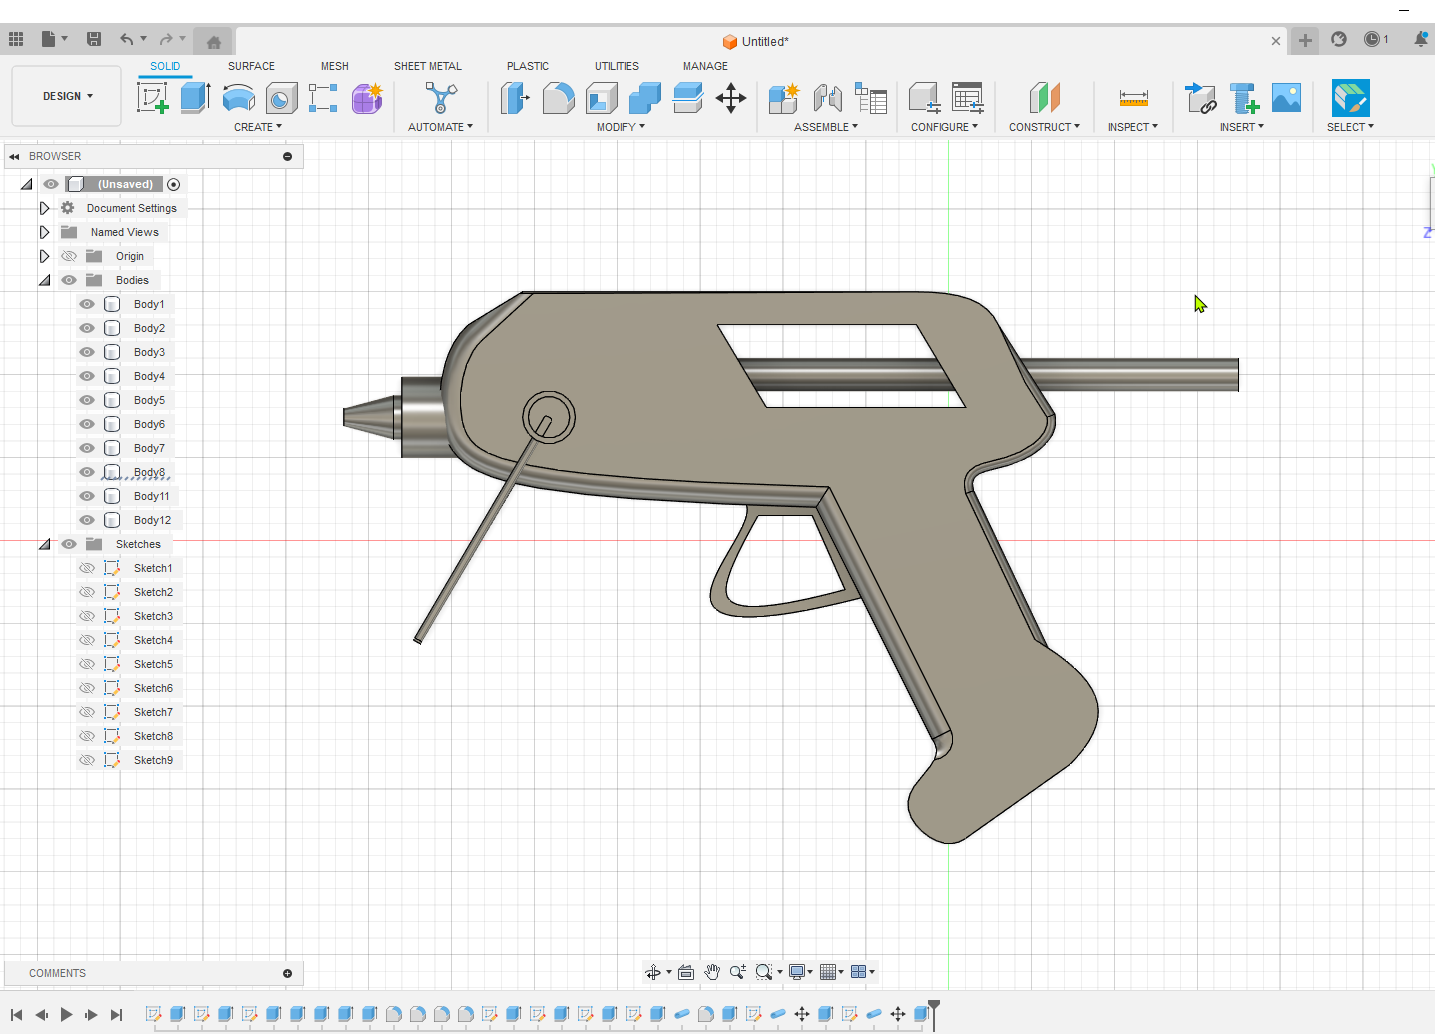 Untitled*
1
SOLID SURFACE MESH SHEET METAL PLASTIC UTILITIES MANAGE
DESIGN
CREATE AUTOMATE MODIFY ASSEMBLE CONFIGURE CONSTRUCT INSPECT INSERT SELECT
BROWSER
(Unsaved)
Document Settings
Named Views
Origin
Bodies
Body1
Body2
Body3
Body4
Body5
Body6
Body7
Body8
Body11
Body12
Sketches
Sketch1
Sketch2
Sketch3
Sketch4
Sketch5
Sketch6
Sketch7
Sketch8
Sketch9
Z
COMMENTS